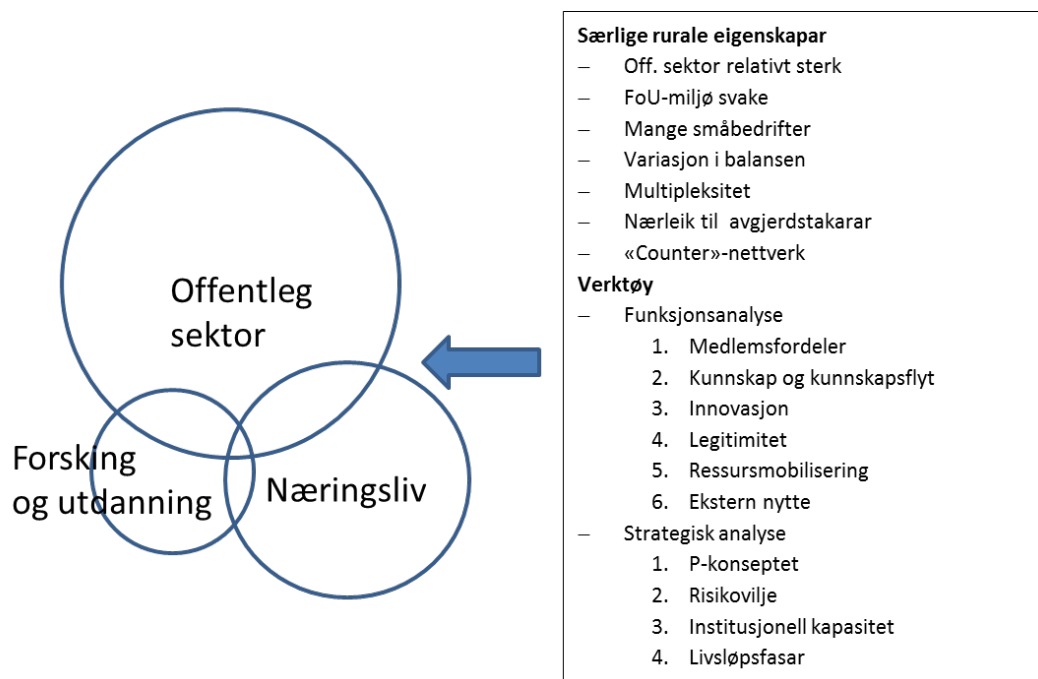 Offentleg
sektor
Forsking
og utdanning
Næringsliv
Særlige rurale eigenskapar
– Off. sektor relativt sterk
– FoU-miljø svake
– Mange småbedrifter
– Variasjon i balansen
– Multipleksitet
– Nærleik til avgjerdstakarar
– «Counter»-nettverk
Verktøy
– Funksjonsanalyse
1. Medlemsfordeler
2. Kunnskap og kunnskapsflyt
3. Innovasjon
4. Legitimitet
5. Ressursmobilisering
6. Ekstern nytte
– Strategisk analyse
1. P-konseptet
2. Risikovilje
3. Institusjonell kapasitet
4. Livsløpsfasar